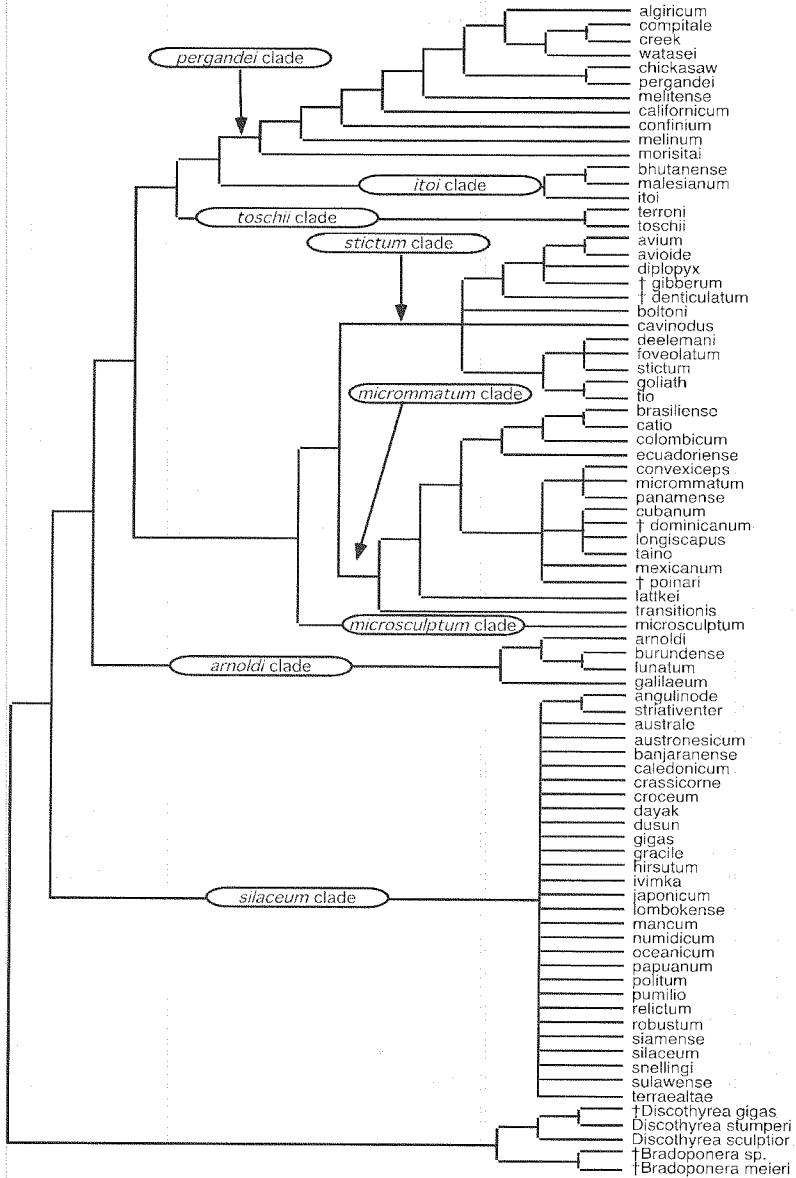 algiricum
compitale
creek
watasei
chickasaw
pergandei clade
pergandei
melitense
californicum
confinium
melinum
morisitai
bhutanense
itoi clade
malesianum
itoi
terroni
toschii clade
toschii
stictum clade
avium
avioide
diplopyx
† gibberum
† denticulatum
boltoni
cavinodus
deelemani
foveolatum
stictum
goliath
micrommatum clade
fio
brasiliense
catio
colombicum
ecuadoriense
convexiceps
micrommatum
panamense
cubanum
† dominicanum
longiscapus
taino
mexicanum
† poinari
lattkei
transitionis
microsculptum clade
microsculptum
arnoldi
burundense
arnoldi clade
funatum
galilaeum
angulinode
striativenter
australe
austronesicum
banjaranense
caledonicum
crassicorne
croceum
dayak
dusun
gigas
gracile
hirsutum
ivimka
silaceum clade
japonicum
lombokense
mancum
numidicum
oceanicum
papuanum
politum
pumilio
relictum
robustum
siamense
silaceum
snellingi
sulawense
terraealtae
†Discothyrea gigas
Discothyrea stumperi
Discothyrea sculptior
†Bradoponera sp.
†Bradoponera meieri